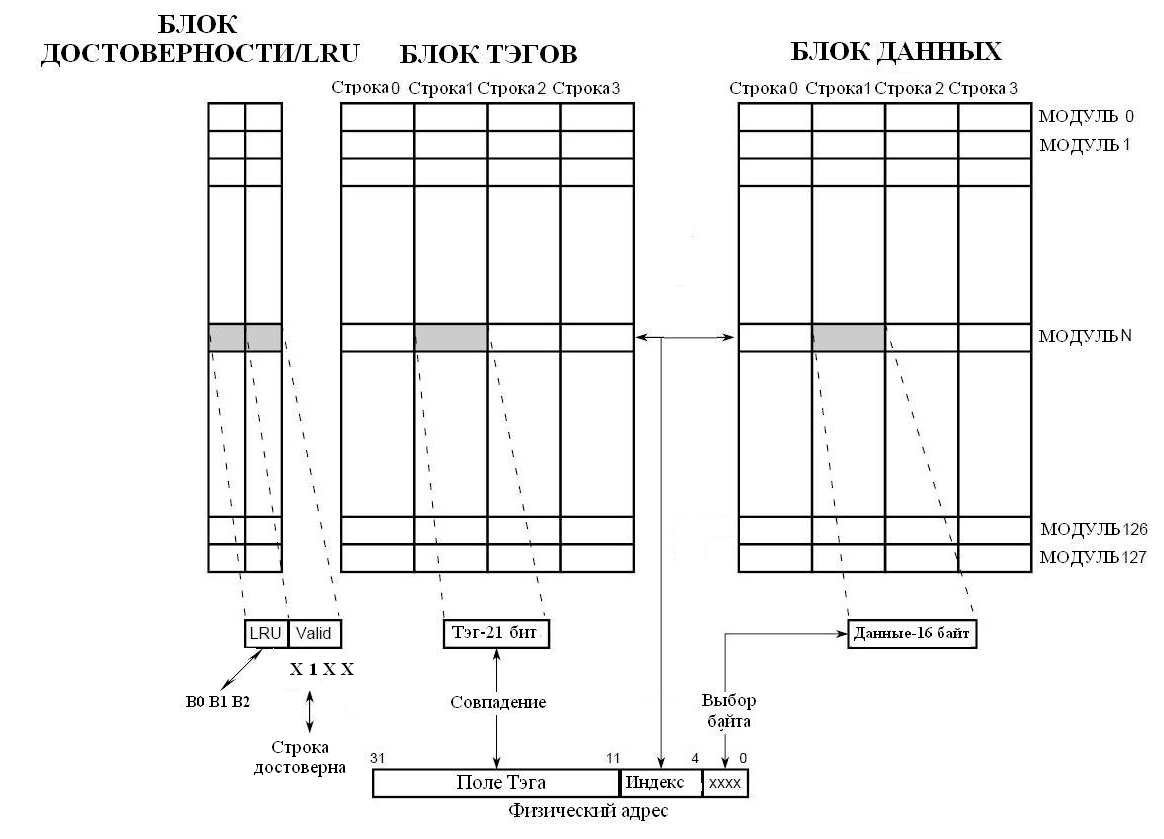 БЛОК
ДОСТОВЕРНОСТИ/LRU
БЛОК ТЭГОВ
БЛОК ДАННЫХ
Строка 0 Строка1 Строка 2 Строка 3
Строка 0 Строка1 Строка 2 Строка 3
МОДУЛЬ 0
МОДУЛЬ 1
МОДУЛЬ N
МОДУЛЬ 126
МОДУЛЬ 127
LRU Valid
Тэг-21 бит
Данные-16 байт
X 1 X X
B0 B1 B2
Совпадение
Выбор
байта
Строка
достоверна
31 11 4 0
Поле Тэга Индекс xxxx
Физический адрес